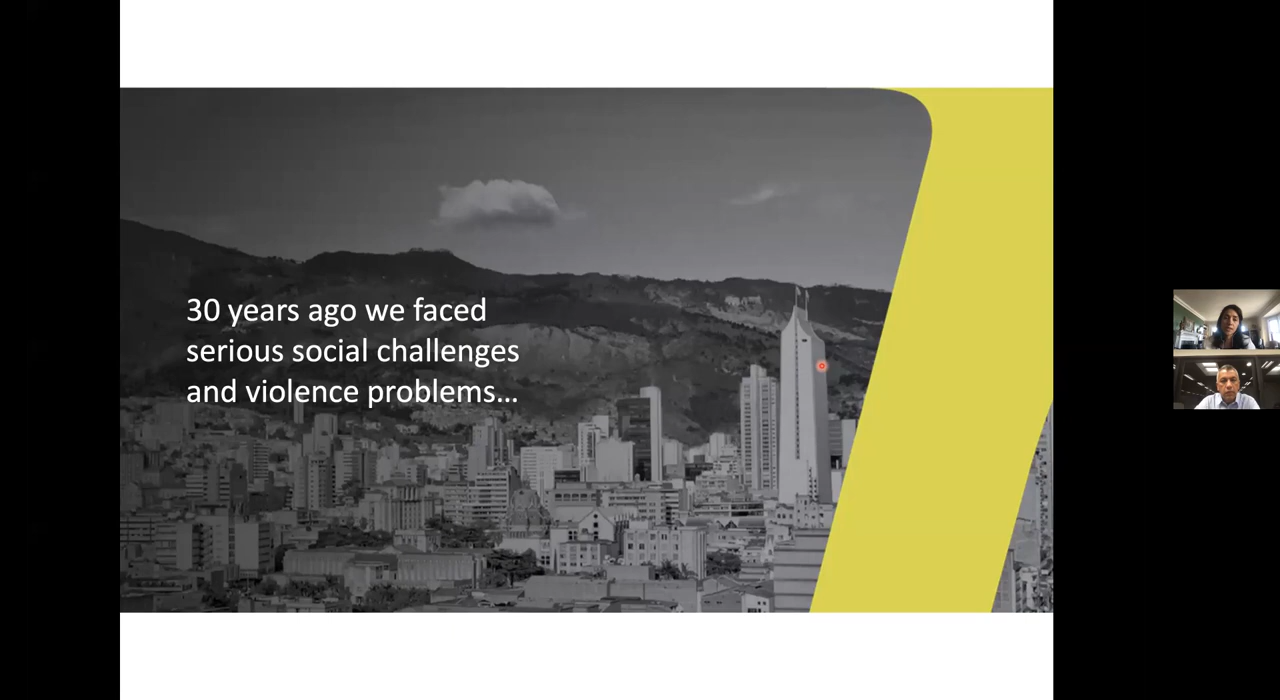 30 years ago we faced
serious social challenges
and violence problems...